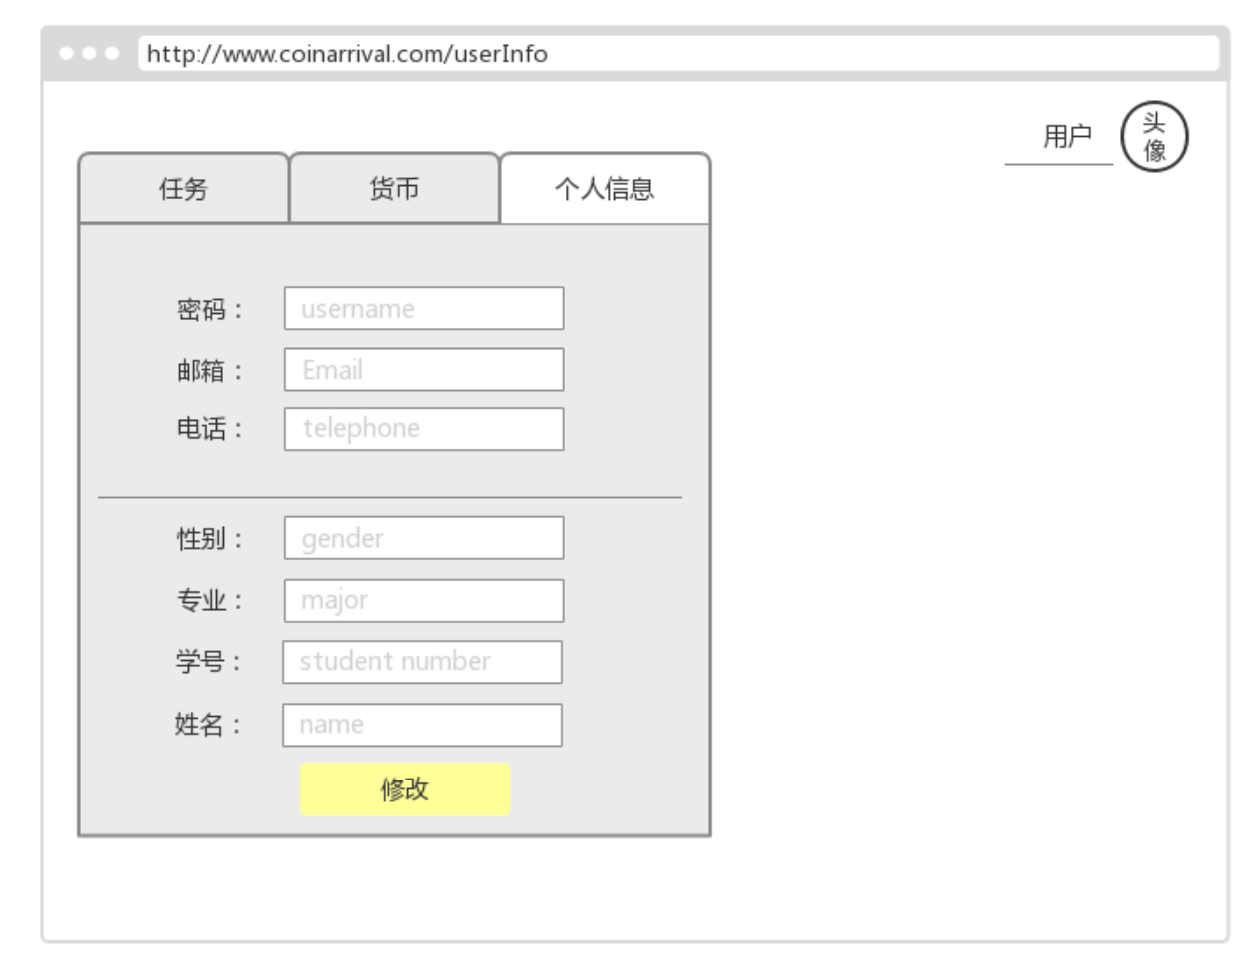 http://www.coinarrival.com/userInfo
用户
头
像
任务 货币 个人信息
密码： username
邮箱： Email
电话： telephone
性别： gender
专业： major
学号： student number
姓名： name
修改